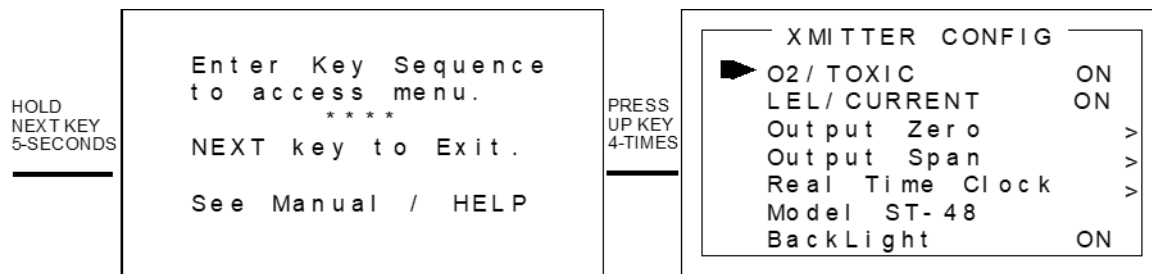 HOLD
NEXT KEY
5-SECONDS
Enter Key Sequence
to access menu.
****
NEXT key to Exit.
See Manual / HELP
PRESS
UP KEY
4-TIMES
XMITTER CONFIG
O2/TOXIC ON
LEL/CURRENT ON
Output Zero >
Output Span >
Real Time Clock >
Model ST-48
BackLight ON